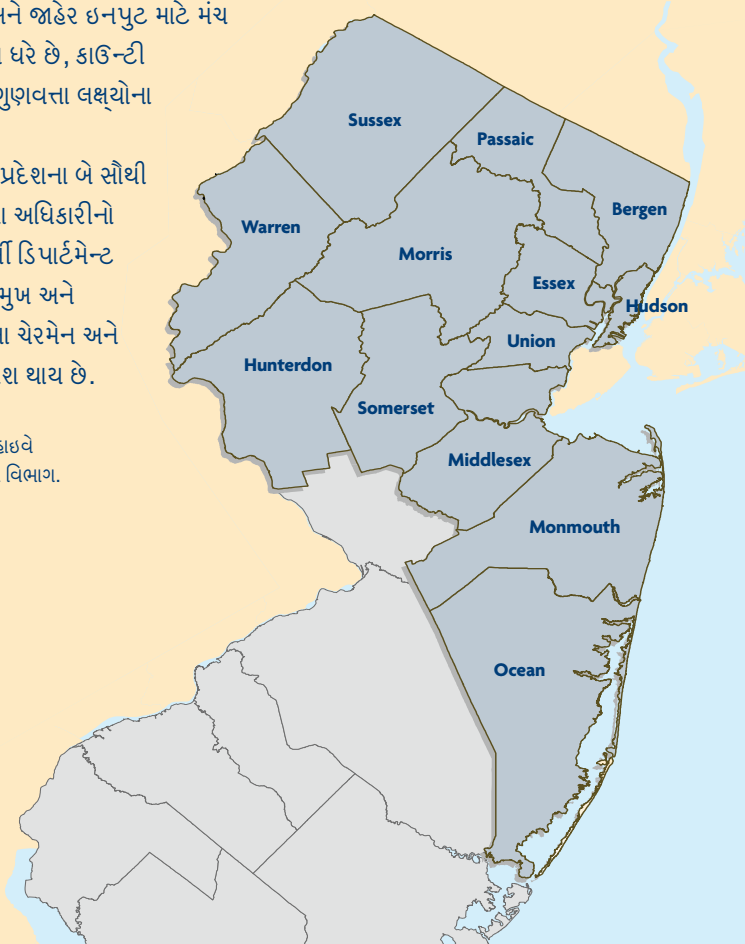 અને જાહેર ઇનપુટ માટે મંચ
ધરે છે, કાઉન્ટી
ગુણવત્તા લક્ષ્યોના
પ્રદેશના બે સૌથી
અધિકારીનો
ડિપાર્ટમેન્ટ
અને
ચેરમેન અને
થાય છે.
હાઇવે
વિભાગ.
Sussex
Passaic
Bergen
Warren
Morris
Essex
Hudson
Union
Hunterdon
Somerset
Middlesex
Monmouth
Ocean